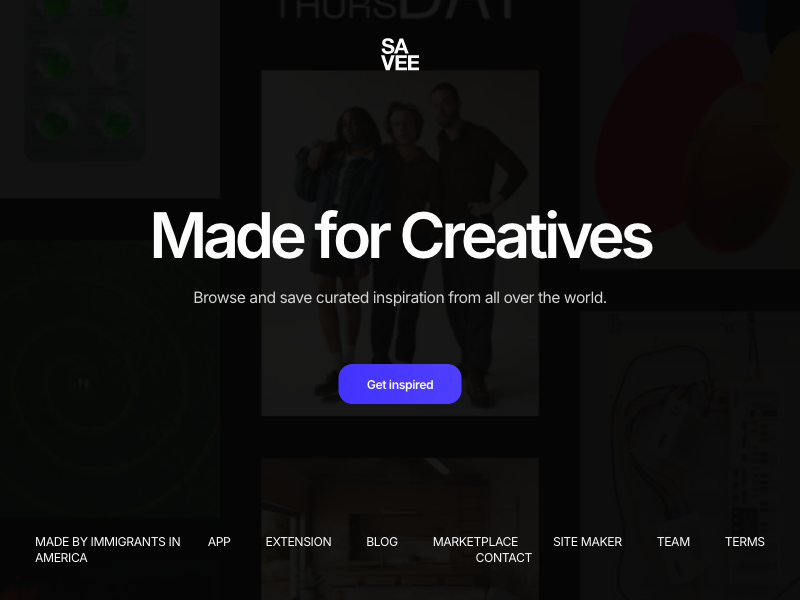 THURSDAY
SA
VEE
Made for Creatives
Browse and save curated inspiration from all over the world.
Get inspired
MADE BY IMMIGRANTS IN AMERICA
APP
EXTENSION
BLOG
MARKETPLACE
SITE MAKER
TEAM
TERMS
CONTACT